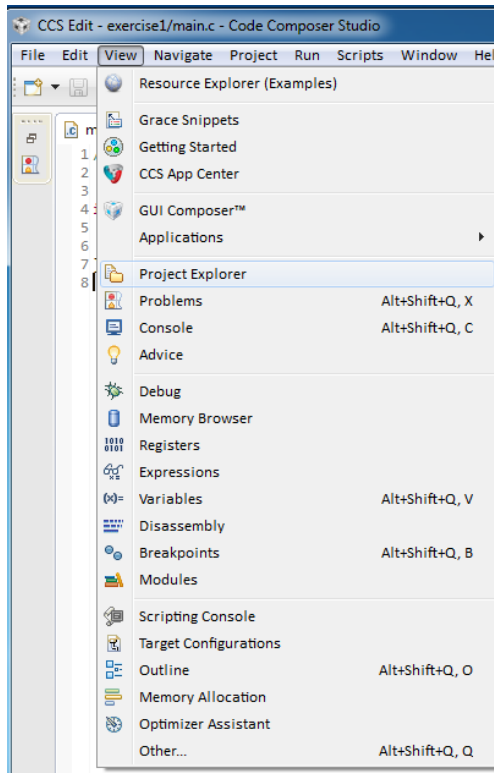 CCS Edit - exercise1/main.c - Code Composer Studio
File Edit View Navigate Project Run Scripts Window Hel
Resource Explorer (Examples)
.c m
Grace Snippets
1 /
Getting Started
2
CCS App Center
3
GUI Composer™
4 i
5
Applications
6
7
Project Explorer
8
Problems Alt+Shift+Q, X
Console Alt+Shift+Q, C
Advice
Debug
Memory Browser
1010
0101
Registers
Expressions
(x)= Variables Alt+Shift+Q, V
Disassembly
Breakpoints Alt+Shift+Q, B
Modules
Scripting Console
Target Configurations
Outline Alt+Shift+Q, O
Memory Allocation
Optimizer Assistant
Other... Alt+Shift+Q, Q